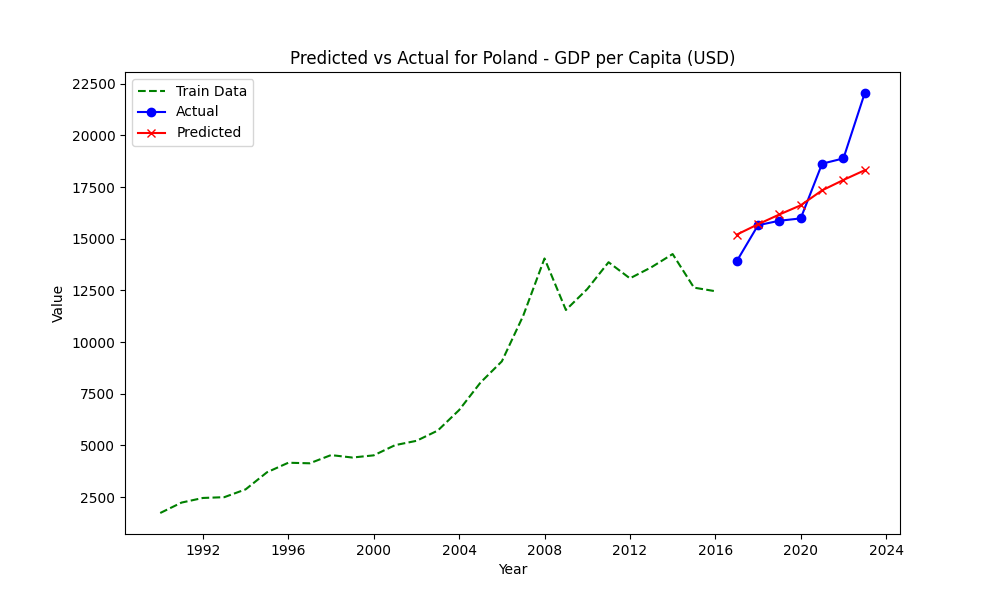 Predicted vs Actual for Poland - GDP per Capita (USD)
Train Data
Actual
Predicted
22500
20000
17500
15000
12500
10000
7500
5000
2500
Value
1992 1996 2000 2004 2008 2012 2016 2020 2024
Year